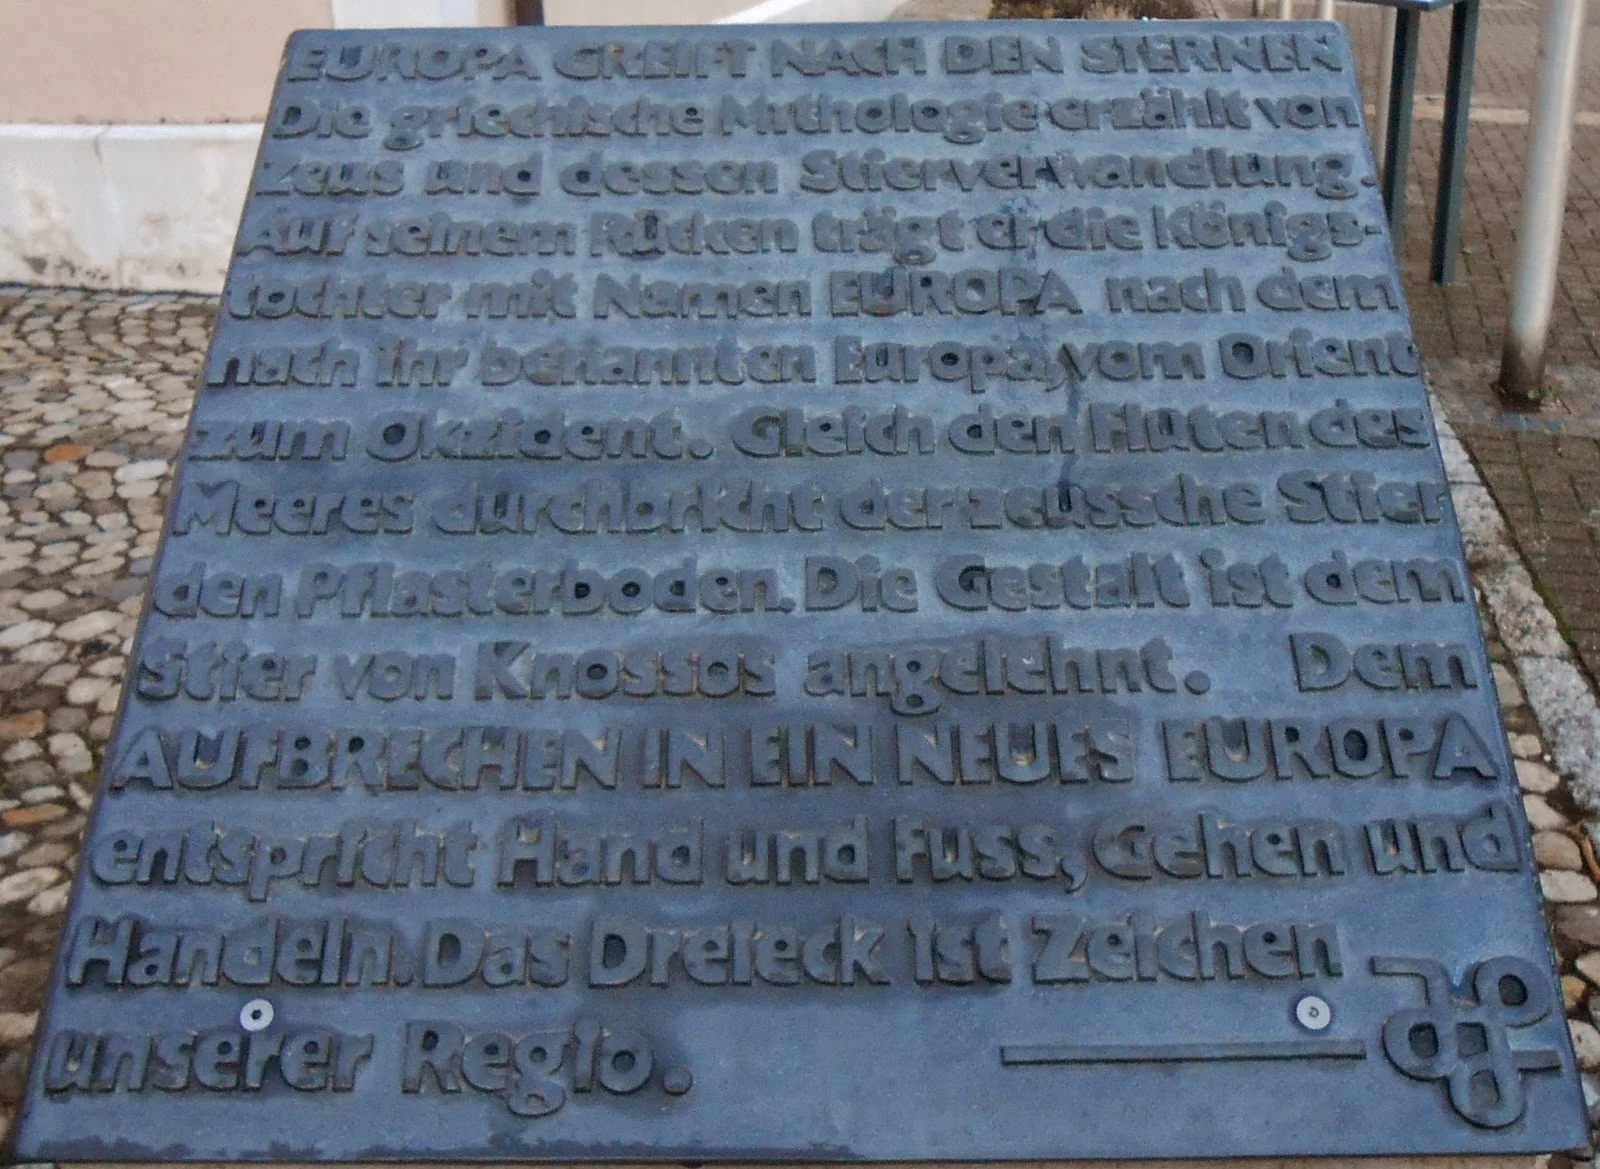 EUROPA GREIFT NACH DEN STERNEN
Die griechische Mythologie erzählt von
Zeus und dessen Stierverwandlung.
Auf seinem Rücken trägt er die Königs-
tochter mit Namen EUROPA nach dem
nach ihr benannten Europa, vom Orient
zum Okzident. Gleich den Fluten des
Meeres durchbricht der zeussche Stier
den Pflasterboden. Die Gestalt ist dem
Stier von Knossos angelehnt. Dem
AUFBRECHEN IN EIN NEUES EUROPA
entspricht Hand und Fuss, Gehen und
Handeln. Das Dreieck ist Zeichen
unserer Regio.